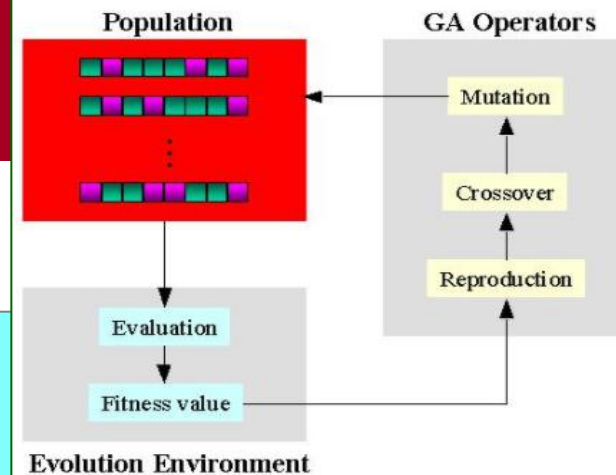 Population
GA Operators
Mutation
Crossover
Reproduction
Evaluation
Fitness value
Evolution Environment